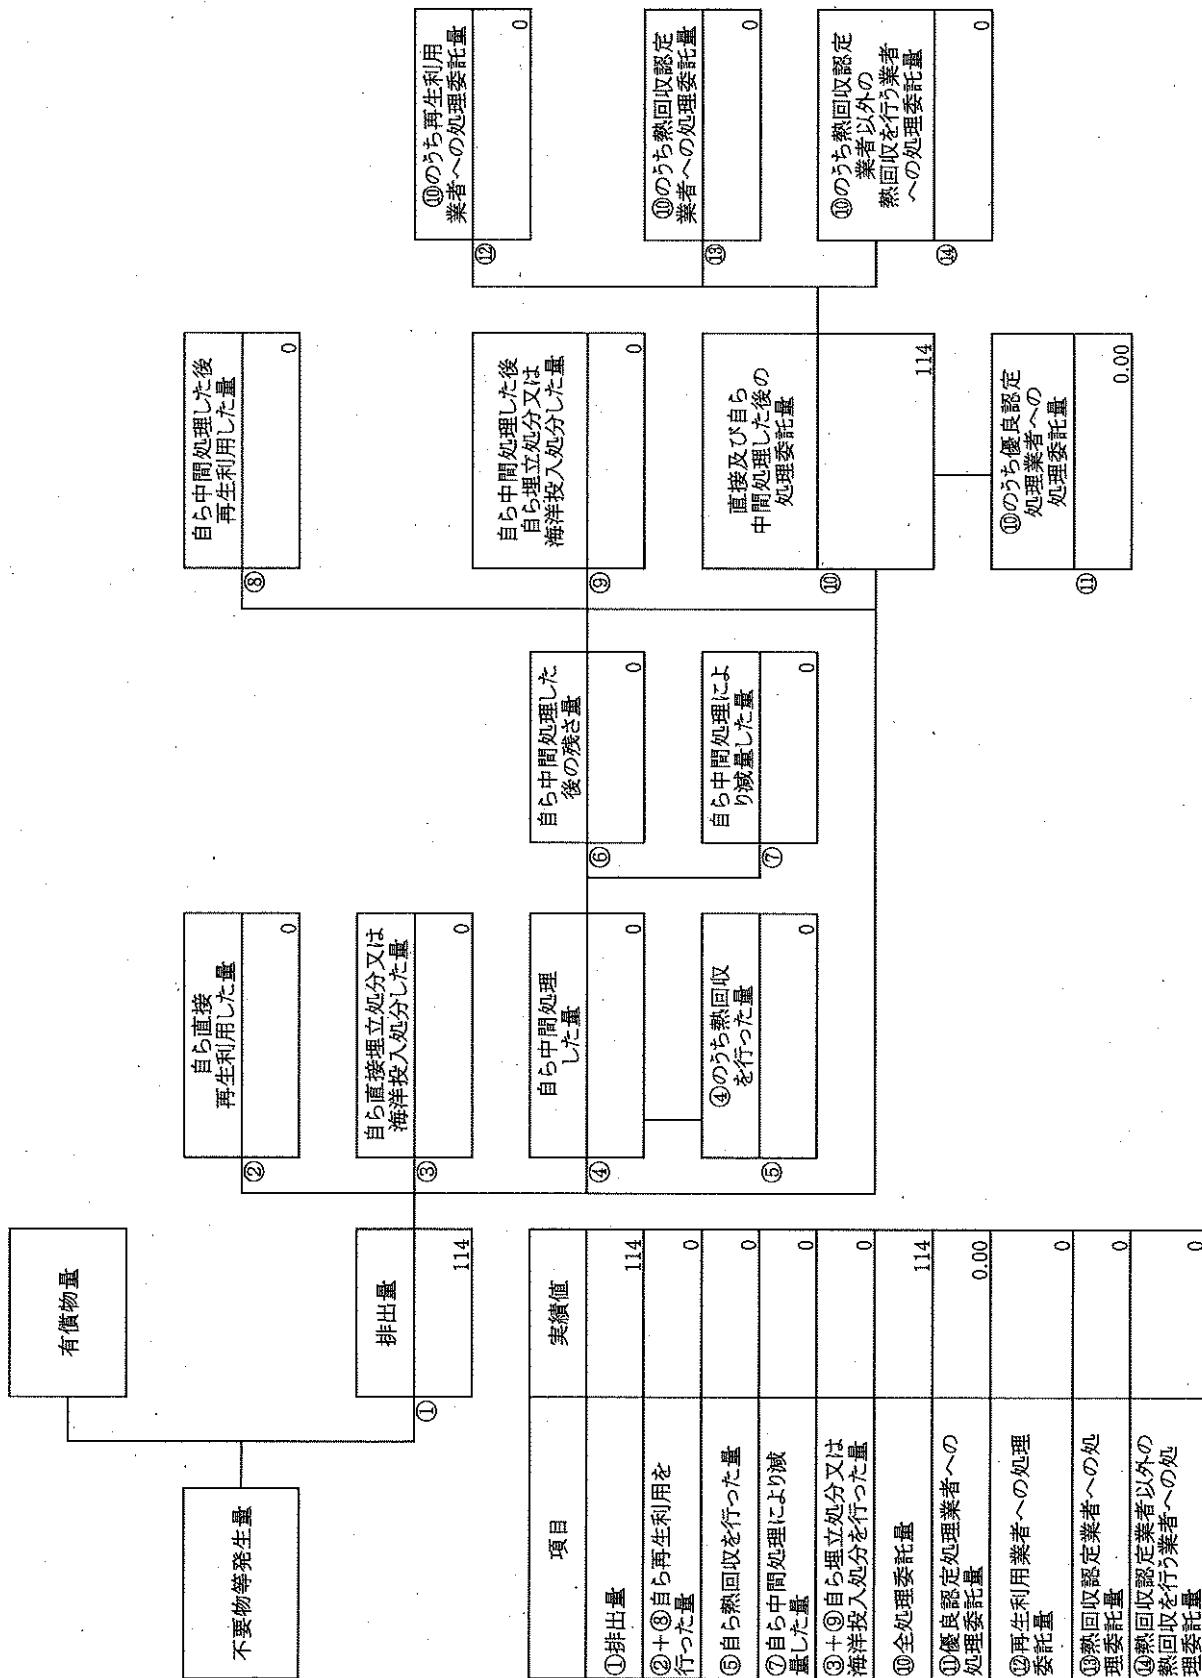 不要物等発生量
有償物量
排出量
①
114
自ら直接
再生利用した量
②
0
自ら直接埋立処分又は
海洋投入処分した量
③
0
自ら中間処理
した量
④
0
④のうち熱回収
を行った量
⑤
0
自ら中間処理した
後の残さ量
⑥
0
自ら中間処理によ
り減量した量
⑦
0
自ら中間処理した後
再生利用した量
⑧
0
自ら中間処理した後
自ら埋立処分又は
海洋投入処分した量
⑨
0
直接及び自ら
中間処理した後の
処理委託量
⑩
114
⑩のうち優良認定
処理業者への
処理委託量
⑪
0.00
⑩のうち再生利用
業者への処理委託量
⑫
0
⑩のうち熱回収認定
業者への処理委託量
⑬
0
⑩のうち熱回収認定
業者以外の
熱回収を行う業者
への処理委託量
⑭
0
項目 実績値
①排出量 114
②+⑧自ら再生利用を
行った量 0
⑥自ら熱回収を行った量 0
⑦自ら中間処理により減
量した量 0
③+⑨自ら埋立処分又は
海洋投入処分を行った量 0
⑩全処理委託量 114
⑪優良認定処理業者への
処理委託量 0.00
⑫再生利用業者への処理
委託量 0
⑬熱回収認定業者への処
理委託量 0
⑭熱回収認定業者以外の
熱回収を行う業者への処
理委託量 0